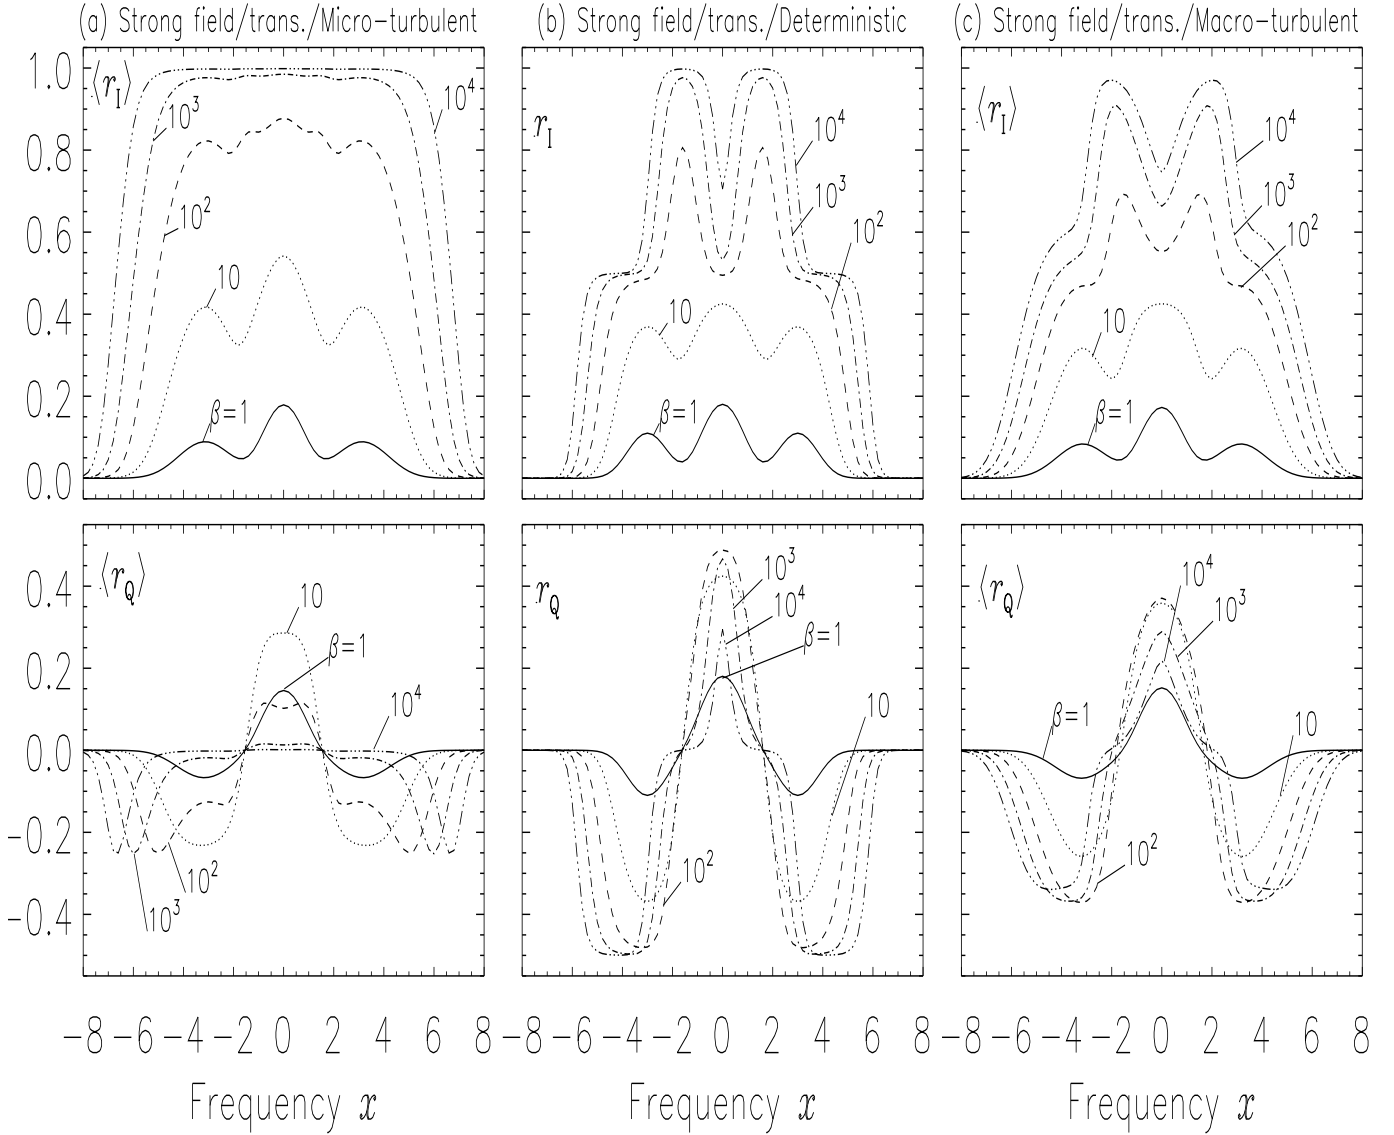 (a) Strong field/trans./Micro-turbulent
(b) Strong field/trans./Deterministic
(c) Strong field/trans./Macro-turbulent
1.0
0.8
0.6
0.4
0.2
0.0
⟨r_I⟩
10^3
10^4
10^2
10
β=1
r_I
10^4
10^3
10^2
10
β=1
⟨r_I⟩
10^4
10^3
10^2
10
β=1
0.4
0.2
0.0
-0.2
-0.4
⟨r_Q⟩
10
β=1
10^4
10^2
10^3
r_Q
10^3
10^4
β=1
10
10^2
⟨r_Q⟩
10^4
10^3
β=1
10
10^2
-8 -6 -4 -2 0 2 4 6 8
-8 -6 -4 -2 0 2 4 6 8
-8 -6 -4 -2 0 2 4 6 8
Frequency x
Frequency x
Frequency x